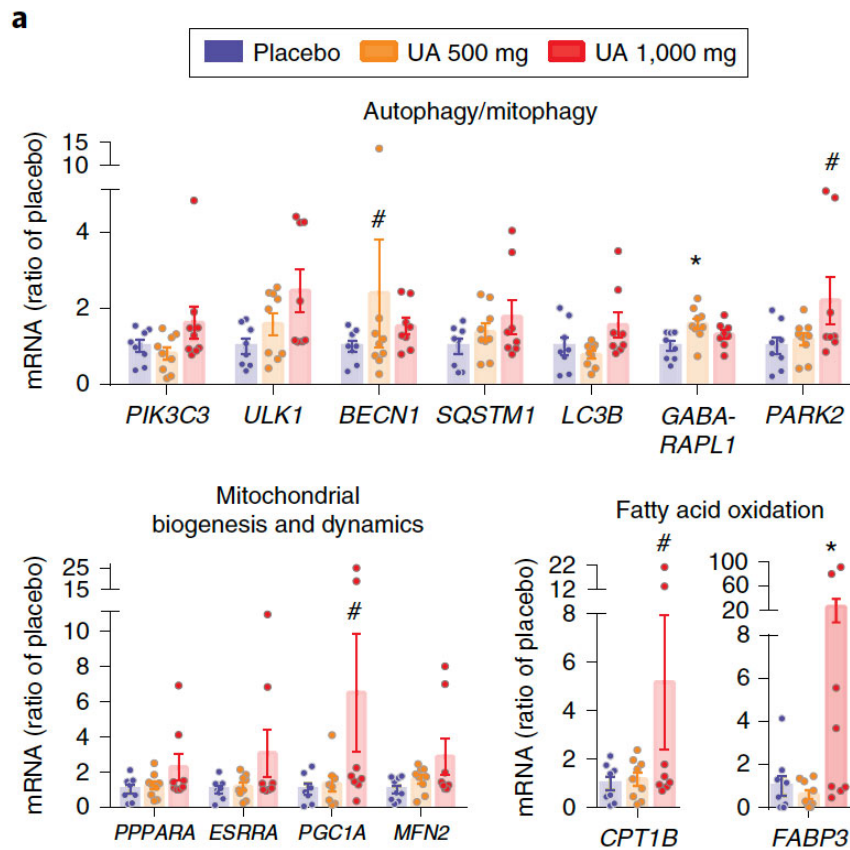 a
Placebo UA 500 mg UA 1,000 mg
Autophagy/mitophagy
mRNA (ratio of placebo)
15
10
4
2
0
#
*
#
PIK3C3 ULK1 BECN1 SQSTM1 LC3B GABA-
RAPL1 PARK2
Mitochondrial
biogenesis and dynamics
mRNA (ratio of placebo)
25
15
10
8
6
4
2
0
#
PPPARA ESRRA PGC1A MFN2
Fatty acid oxidation
mRNA (ratio of placebo)
22
12
8
6
4
2
0
#
CPT1B
100
60
20
8
6
4
2
0
*
FABP3